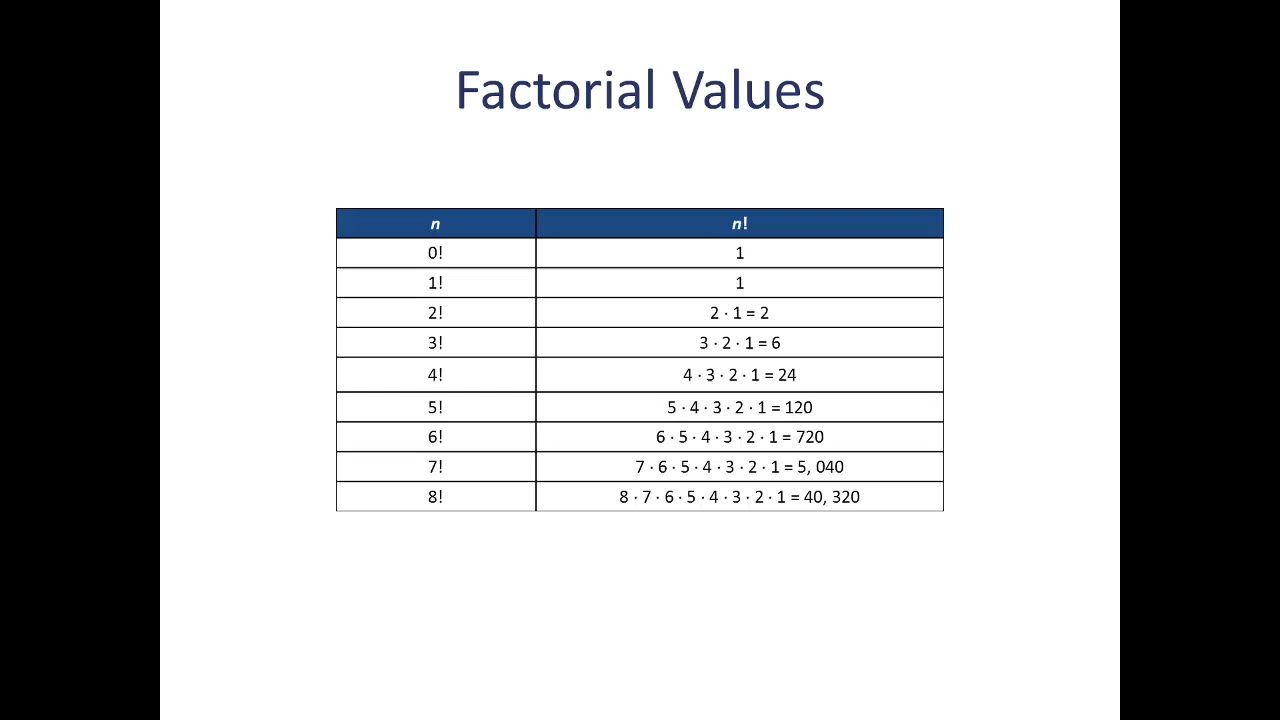 Factorial Values
n n!
0! 1
1! 1
2! 2 · 1 = 2
3! 3 · 2 · 1 = 6
4! 4 · 3 · 2 · 1 = 24
5! 5 · 4 · 3 · 2 · 1 = 120
6! 6 · 5 · 4 · 3 · 2 · 1 = 720
7! 7 · 6 · 5 · 4 · 3 · 2 · 1 = 5, 040
8! 8 · 7 · 6 · 5 · 4 · 3 · 2 · 1 = 40, 320